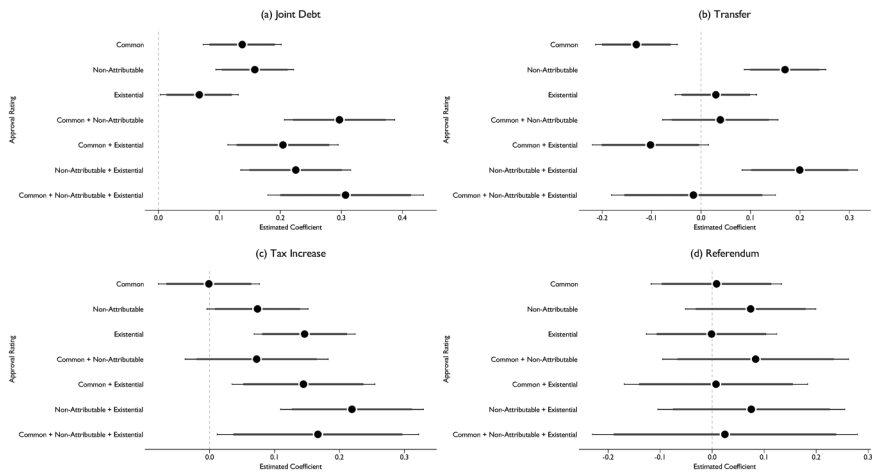 (a) Joint Debt
Approval Rating
Common
Non-Attributable
Existential
Common + Non-Attributable
Common + Existential
Non-Attributable + Existential
Common + Non-Attributable + Existential
0.0 0.1 0.2 0.3 0.4
Estimated Coefficient
(b) Transfer
Approval Rating
Common
Non-Attributable
Existential
Common + Non-Attributable
Common + Existential
Non-Attributable + Existential
Common + Non-Attributable + Existential
-0.2 -0.1 0.0 0.1 0.2 0.3
Estimated Coefficient
(c) Tax Increase
Approval Rating
Common
Non-Attributable
Existential
Common + Non-Attributable
Common + Existential
Non-Attributable + Existential
Common + Non-Attributable + Existential
0.0 0.1 0.2 0.3
Estimated Coefficient
(d) Referendum
Approval Rating
Common
Non-Attributable
Existential
Common + Non-Attributable
Common + Existential
Non-Attributable + Existential
Common + Non-Attributable + Existential
-0.2 -0.1 0.0 0.1 0.2 0.3
Estimated Coefficient